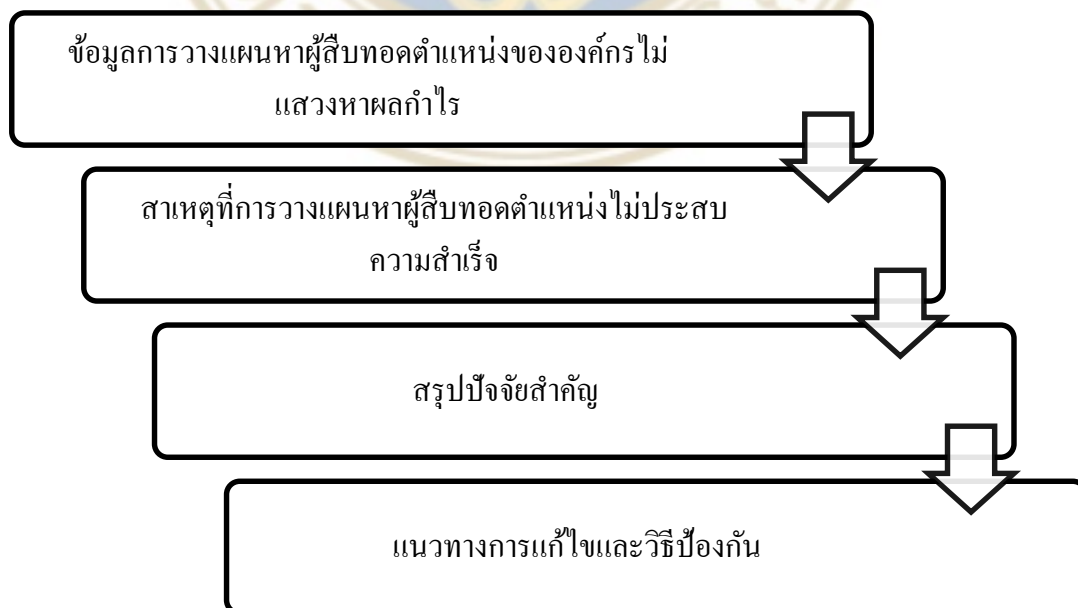 ข้อมูลการวางแผนหาผู้สืบทอดตำแหน่งขององค์กรไม่
แสวงหาผลกำไร
สาเหตุที่การวางแผนหาผู้สืบทอดตำแหน่งไม่ประสบ
ความสำเร็จ
สรุปปัจจัยสำคัญ
แนวทางการแก้ไขและวิธีป้องกัน